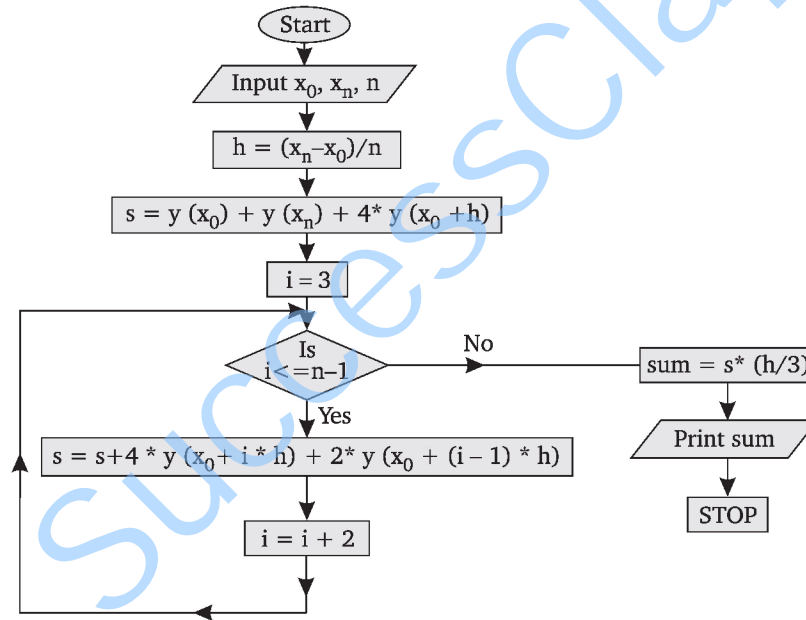 Start
Input x₀, xₙ, n
h = (xₙ–x₀)/n
s = y (x₀) + y (xₙ) + 4* y (x₀ +h)
i = 3
Is
i<=n–1
No
Yes
s = s+4 * y (x₀+ i * h) + 2* y (x₀ + (i – 1) * h)
i = i + 2
sum = s* (h/3)
Print sum
STOP
SuccessClap